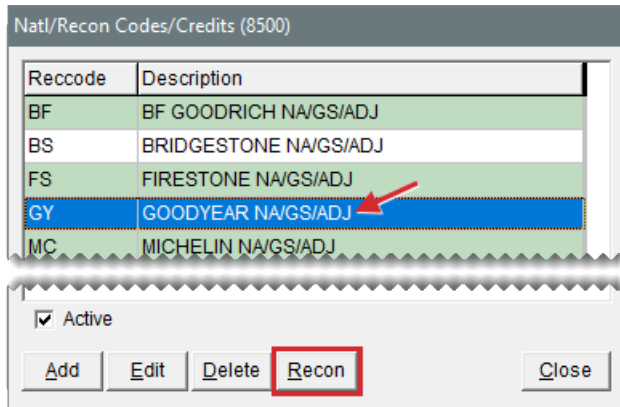 Natl/Recon Codes/Credits (8500)
Reccode Description
BF BF GOODRICH NA/GS/ADJ
BS BRIDGESTONE NA/GS/ADJ
FS FIRESTONE NA/GS/ADJ
GY GOODYEAR NA/GS/ADJ
MC MICHELIN NA/GS/ADJ
Active
Add Edit Delete Recon Close